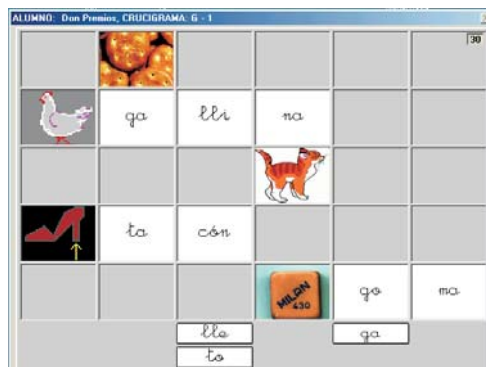 ALUMNO: Don Premios, CRUCIGRAMA: G - 1
30
ga lli na
ta cón
MILAN 430 go ma
lle ga
to